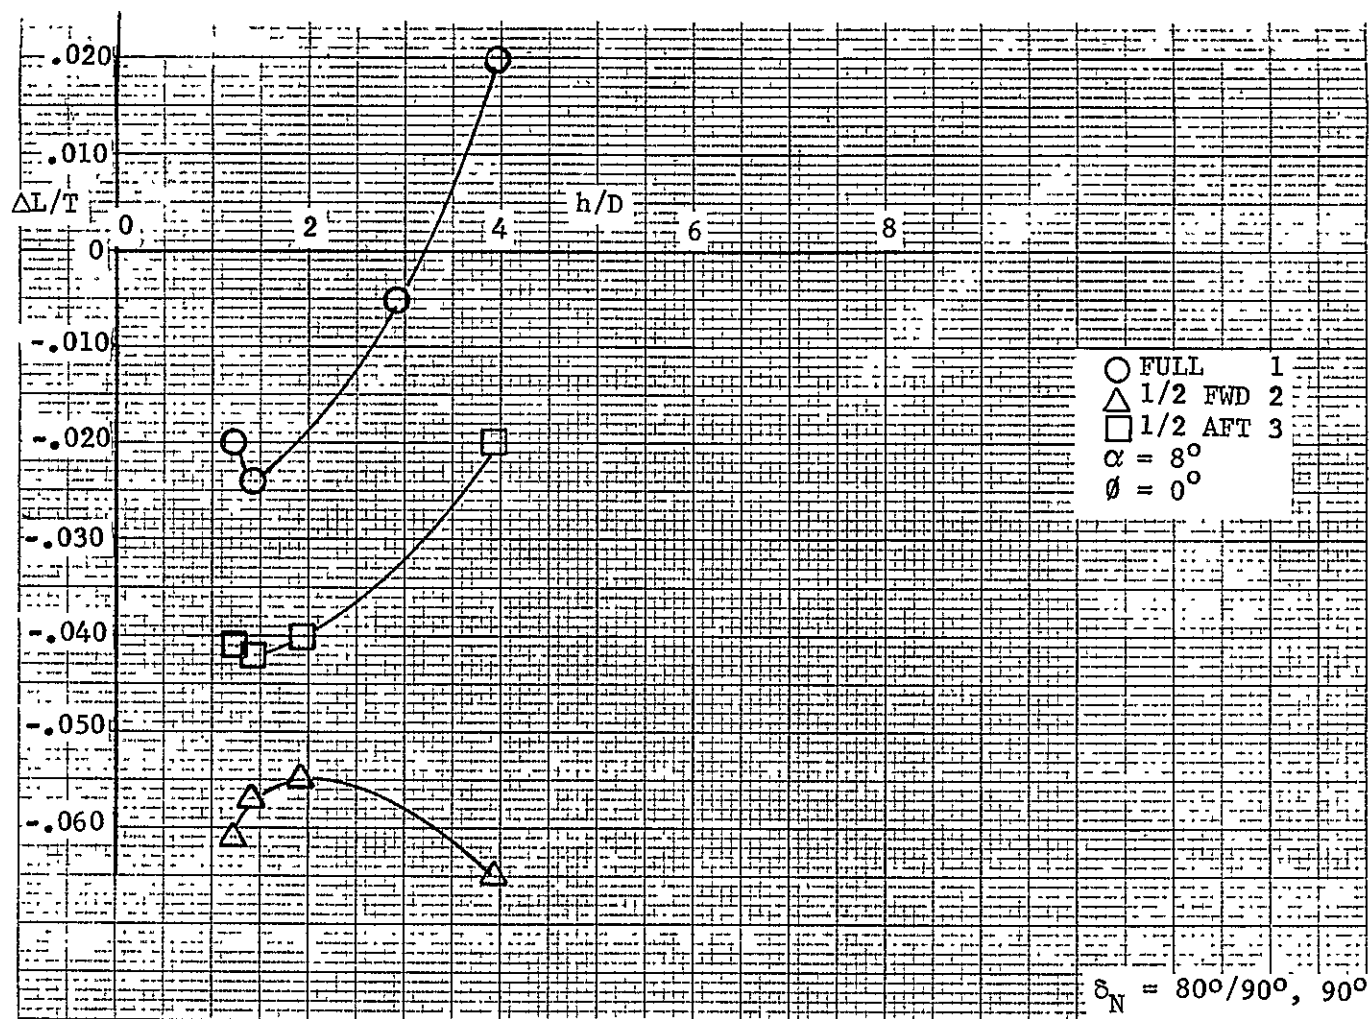 .020
.010
ΔL/T
h/D
0 2 4 6 8
0
-.010
-.020
-.030
-.040
-.050
-.060
FULL 1
1/2 FWD 2
1/2 AFT 3
α = 8°
Ø = 0°
δN = 80°/90°, 90°